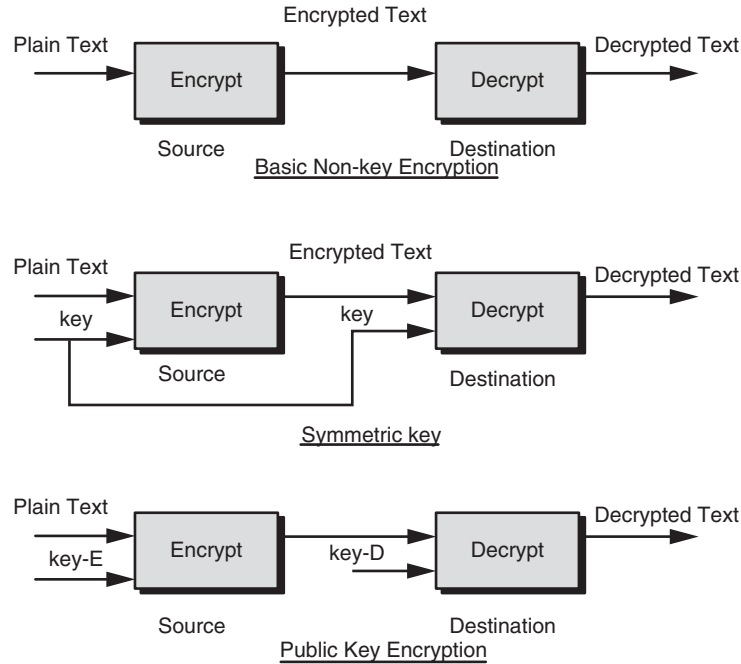 Encrypted Text
Plain Text
Decrypted Text
Encrypt
Decrypt
Source
Destination
Basic Non-key Encryption
Encrypted Text
Plain Text
Decrypted Text
Encrypt
Decrypt
key
key
Source
Destination
Symmetric key
Plain Text
Decrypted Text
Encrypt
Decrypt
key-E
key-D
Source
Destination
Public Key Encryption